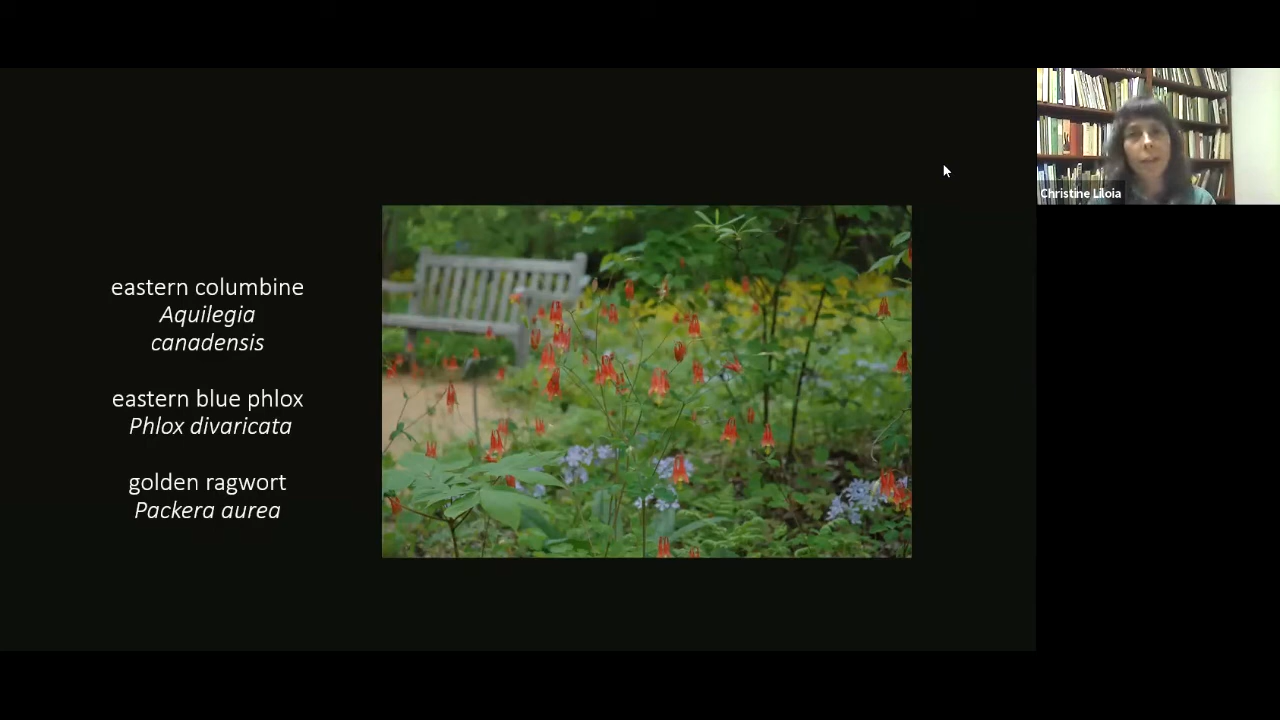 eastern columbine
Aquilegia
canadensis
eastern blue phlox
Phlox divaricata
golden ragwort
Packera aurea
Christine Liloia